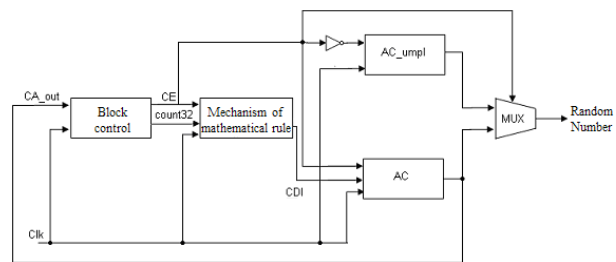 AC_umpl
CA_out
CE
Block
control
count32
Mechanism of
mathematical rule
MUX
Random
Number
AC
CDI
Clk